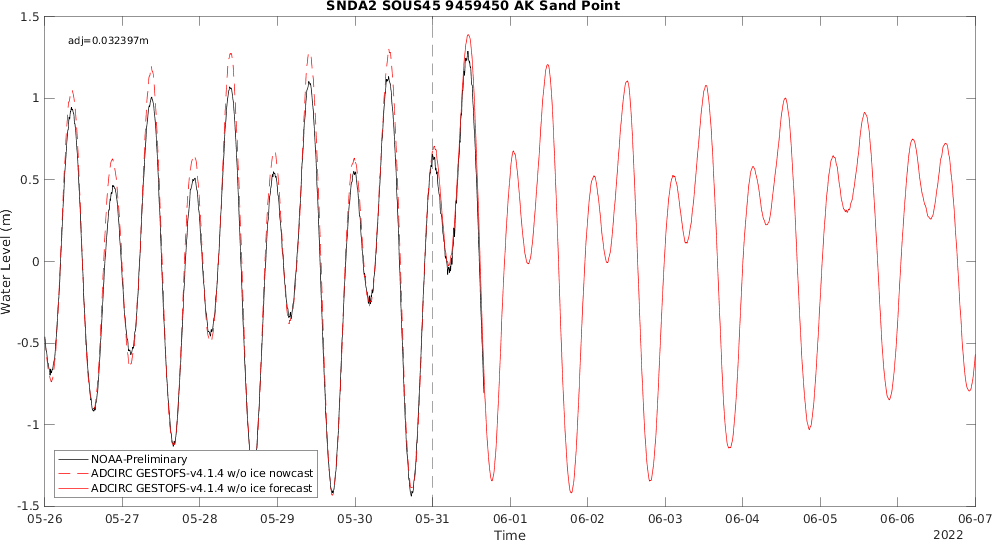 SNDA2 SOUS45 9459450 AK Sand Point
adj=0.032397m
1.5
1
0.5
0
-0.5
-1
-1.5
Water Level (m)
NOAA-Preliminary
ADCIRC GESTOFS-v4.1.4 w/o ice nowcast
ADCIRC GESTOFS-v4.1.4 w/o ice forecast
05-26 05-27 05-28 05-29 05-30 05-31 06-01 06-02 06-03 06-04 06-05 06-06 06-07
Time
2022